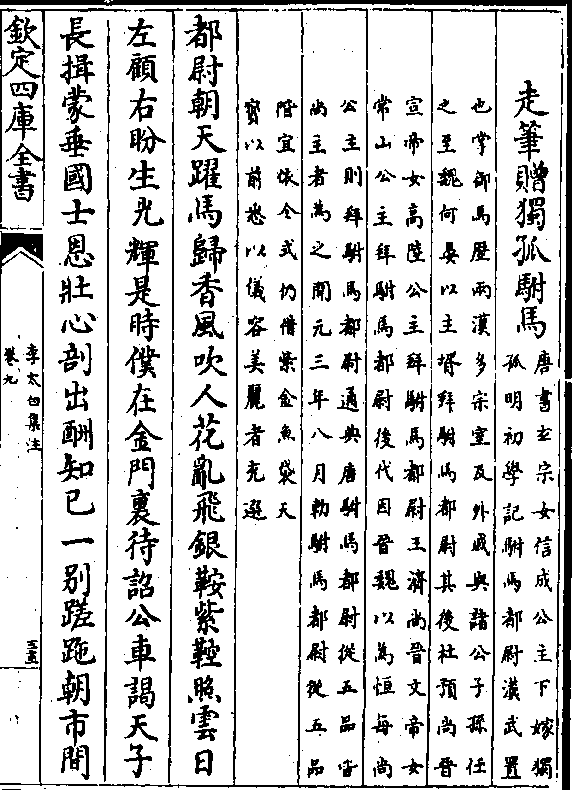 走筆贈獨孤駙馬
唐書玄宗女信成公主下嫁獨
孤明初學記駙馬都尉漢武置
也掌御馬歷兩漢多宗室及外戚與諸公子孫任
之至魏何晏以主壻拜駙馬都尉其後杜預尚晉
宣帝女高陸公主拜駙馬都尉王濟尚晉文帝女
常山公主拜駙馬都尉後代因晉魏以為恒每尚
公主則拜駙馬都尉通典唐駙馬都尉從五品皆
尚主者為之開元三年八月勅駙馬都尉從五品
階宜依令式仍借紫金魚袋天
寶以前悉以儀容美麗者充選
都尉朝天躍馬歸香風吹人花亂飛銀鞍紫鞚照雲日
左顧右盼生光輝是時僕在金門裏待詔公車謁天子
長揖蒙垂國士恩壯心剖出酬知己一别蹉跎朝市間
欽定四庫全書
李太白集注
卷九